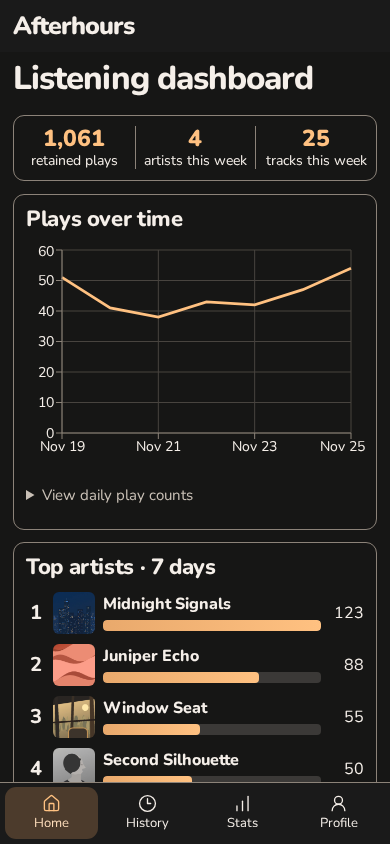 Afterhours
Listening dashboard
1,061
retained plays
4
artists this week
25
tracks this week
Plays over time
60
50
40
30
20
10
0
Nov 19
Nov 21
Nov 23
Nov 25
▶ View daily play counts
Top artists · 7 days
1 Midnight Signals 123
2 Juniper Echo 88
3 Window Seat 55
4 Second Silhouette 50
Home
History
Stats
Profile